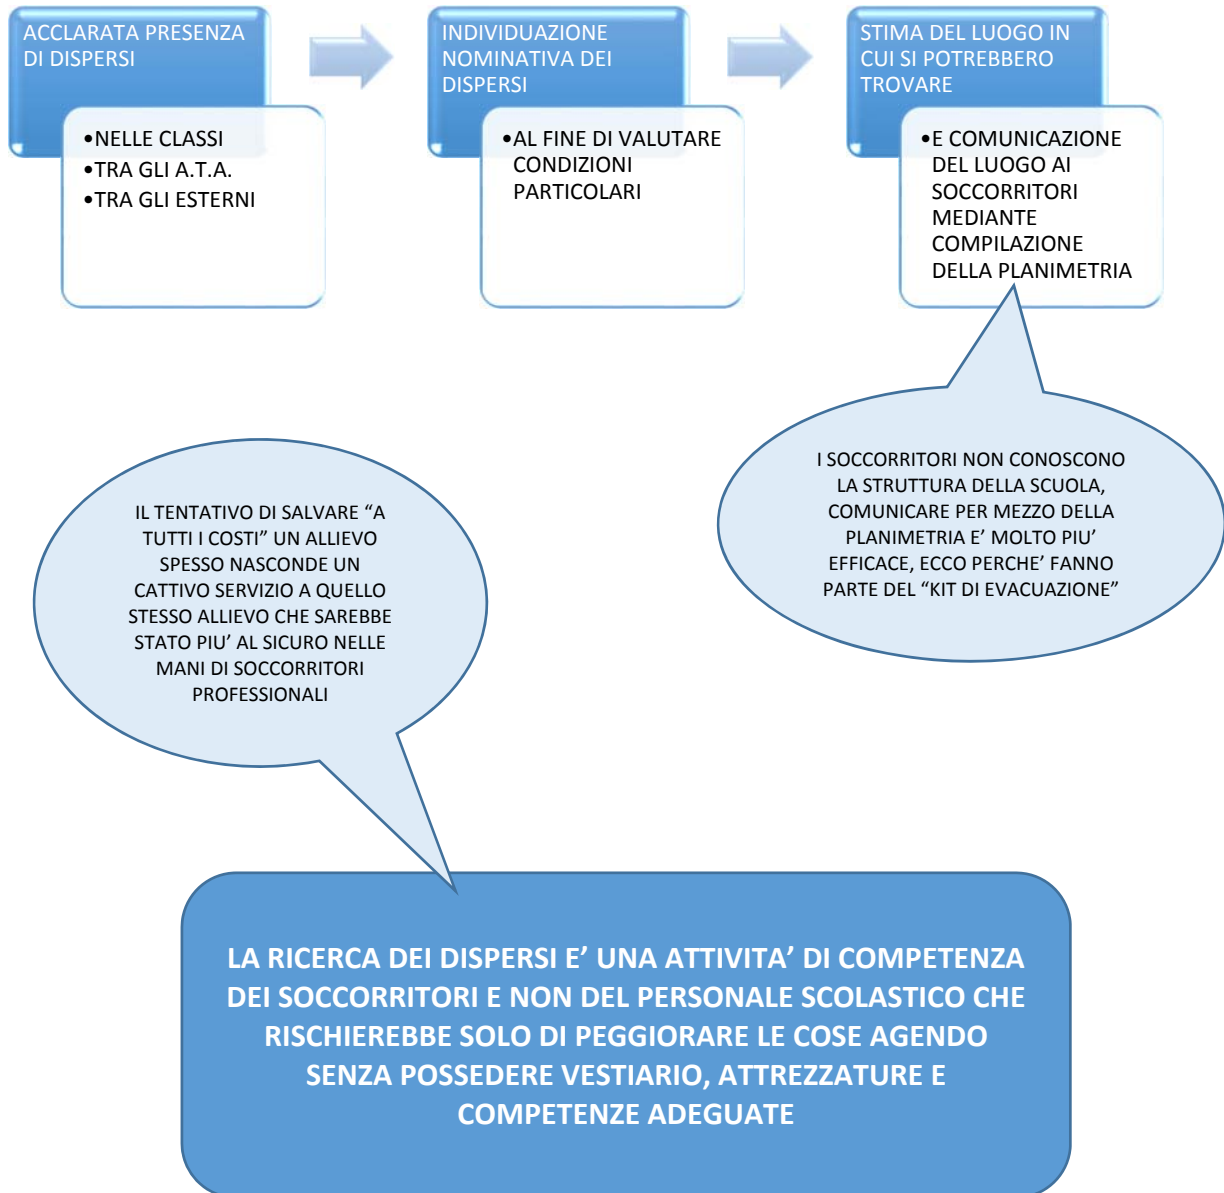 ACCLARATA PRESENZA
DI DISPERSI
•NELLE CLASSI
•TRA GLI A.T.A.
•TRA GLI ESTERNI
INDIVIDUAZIONE
NOMINATIVA DEI
DISPERSI
•AL FINE DI VALUTARE
CONDIZIONI
PARTICOLARI
STIMA DEL LUOGO IN
CUI SI POTREBBERO
TROVARE
•E COMUNICAZIONE
DEL LUOGO AI
SOCCORRITORI
MEDIANTE
COMPILAZIONE
DELLA PLANIMETRIA
I SOCCORRITORI NON CONOSCONO
LA STRUTTURA DELLA SCUOLA,
COMUNICARE PER MEZZO DELLA
PLANIMETRIA E’ MOLTO PIU’
EFFICACE, ECCO PERCHE’ FANNO
PARTE DEL “KIT DI EVACUAZIONE”
IL TENTATIVO DI SALVARE “A
TUTTI I COSTI” UN ALLIEVO
SPESSO NASCONDE UN
CATTIVO SERVIZIO A QUELLO
STESSO ALLIEVO CHE SAREBBE
STATO PIU’ AL SICURO NELLE
MANI DI SOCCORRITORI
PROFESSIONALI
LA RICERCA DEI DISPERSI E’ UNA ATTIVITA’ DI COMPETENZA
DEI SOCCORRITORI E NON DEL PERSONALE SCOLASTICO CHE
RISCHIEREBBE SOLO DI PEGGIORARE LE COSE AGENDO
SENZA POSSEDERE VESTIARIO, ATTREZZATURE E
COMPETENZE ADEGUATE